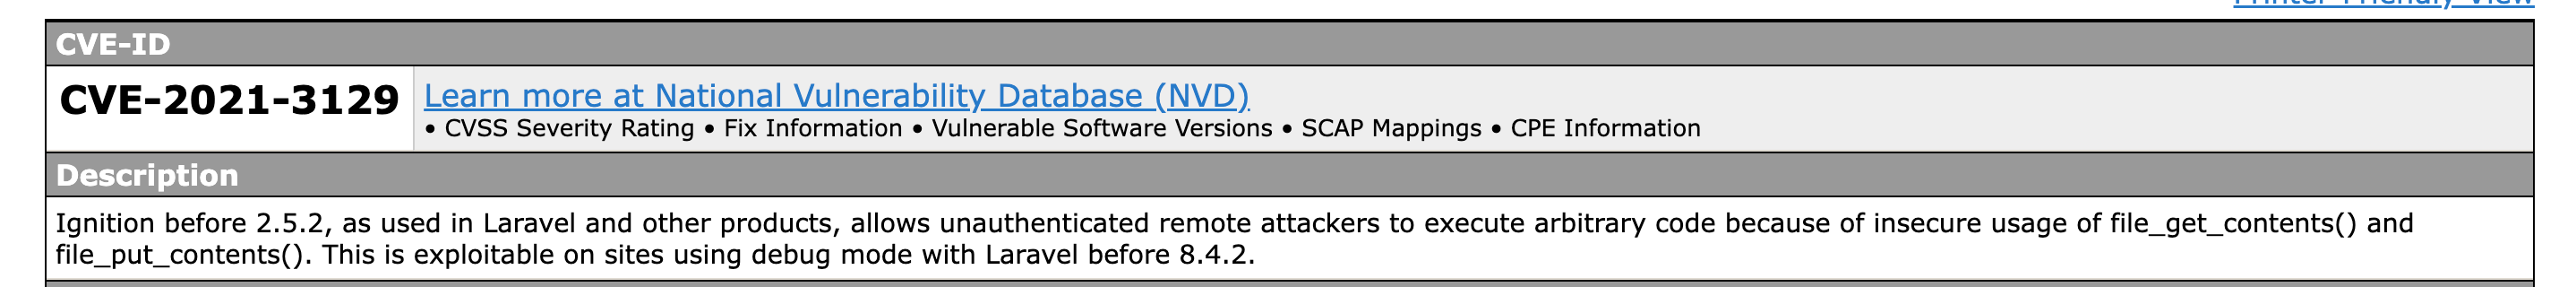 Printer-Friendly View
CVE-ID
CVE-2021-3129
Learn more at National Vulnerability Database (NVD)
• CVSS Severity Rating • Fix Information • Vulnerable Software Versions • SCAP Mappings • CPE Information
Description
Ignition before 2.5.2, as used in Laravel and other products, allows unauthenticated remote attackers to execute arbitrary code because of insecure usage of file_get_contents() and
file_put_contents(). This is exploitable on sites using debug mode with Laravel before 8.4.2.